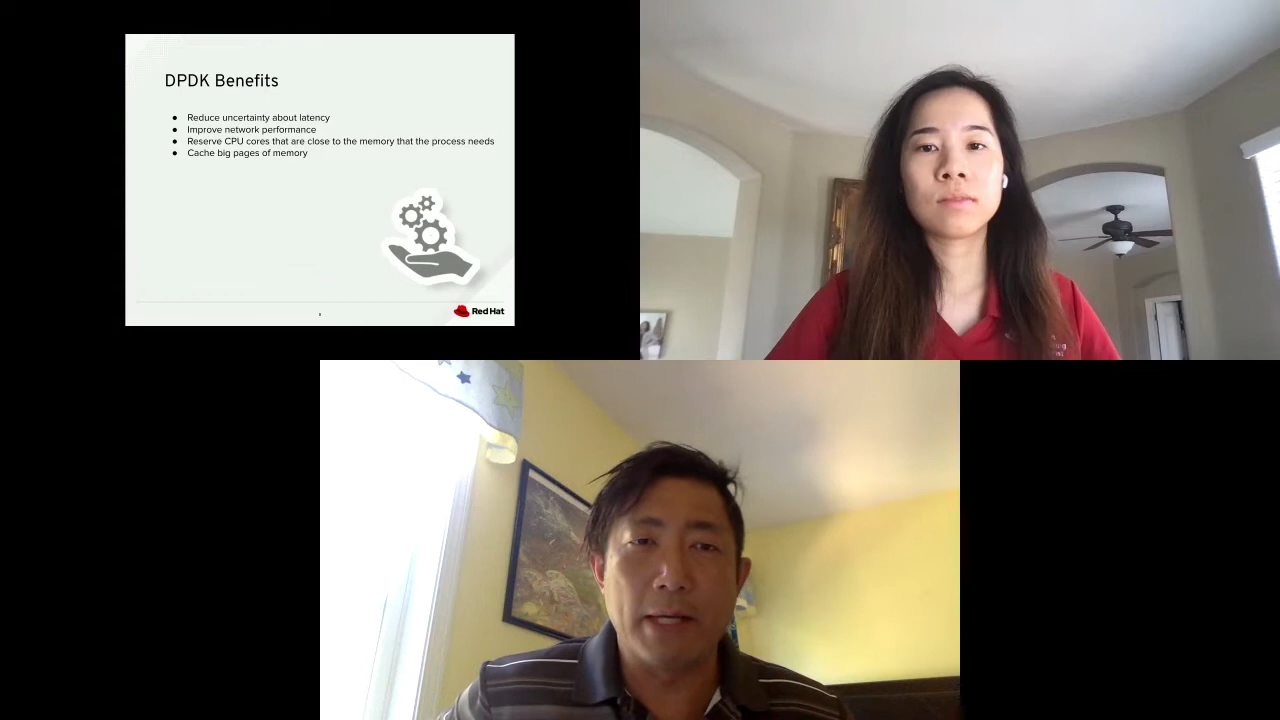 DPDK Benefits
● Reduce uncertainty about latency
● Improve network performance
● Reserve CPU cores that are close to the memory that the process needs
● Cache big pages of memory
Red Hat